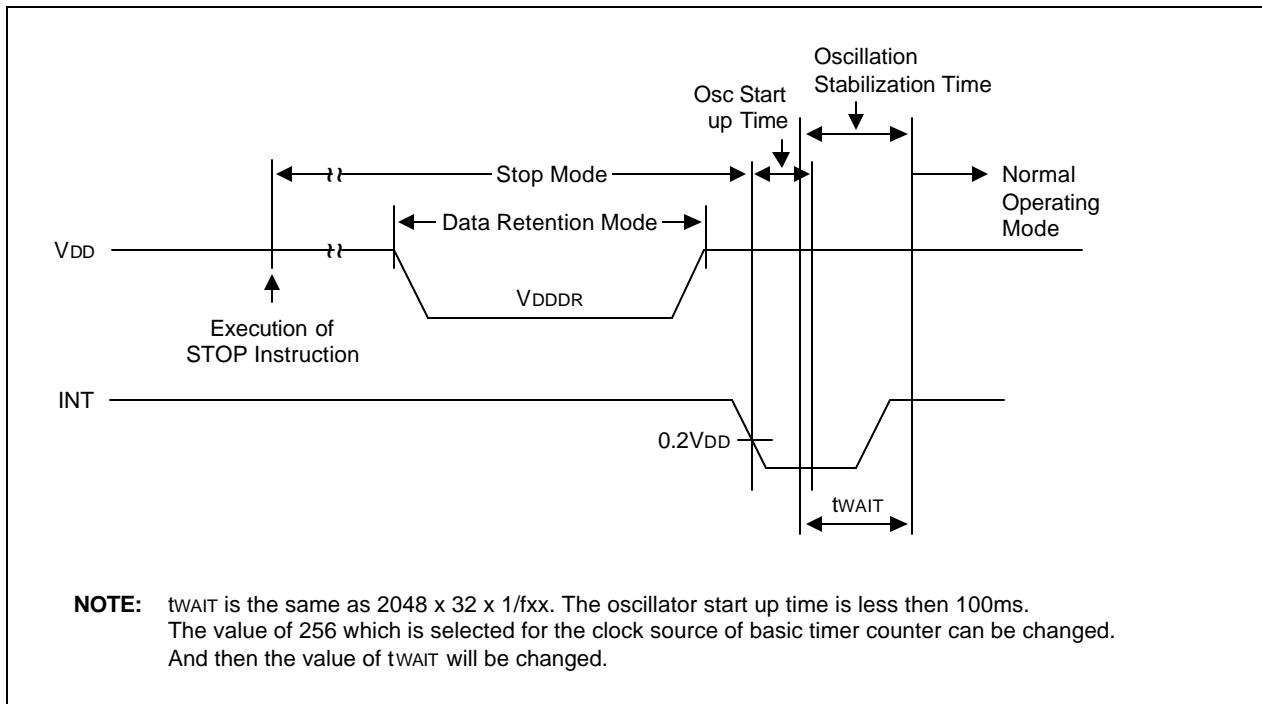 Oscillation
Stabilization Time
Osc Start
up Time
Stop Mode
Normal
Operating
Mode
Data Retention Mode
VDD
VDDDR
Execution of
STOP Instruction
INT
0.2VDD
tWAIT
NOTE: tWAIT is the same as 2048 x 32 x 1/fxx. The oscillator start up time is less then 100ms.
The value of 256 which is selected for the clock source of basic timer counter can be changed.
And then the value of tWAIT will be changed.